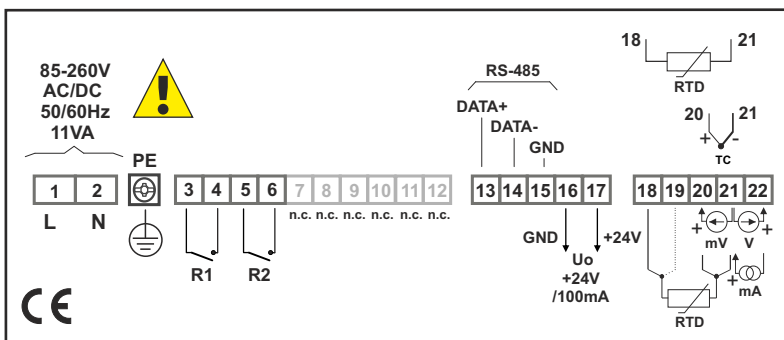 85-260V
AC/DC
50/60Hz
11VA
PE
RS-485
DATA+
DATA-
GND
18 21
RTD
20 21
+ -
TC
1 2 3 4 5 6 7 8 9 10 11 12 13 14 15 16 17 18 19 20 21 22
L N
n.c. n.c. n.c. n.c. n.c. n.c.
R1 R2
GND +24V
Uo
+24V
/100mA
+ +
mV V
+
mA
RTD
CE